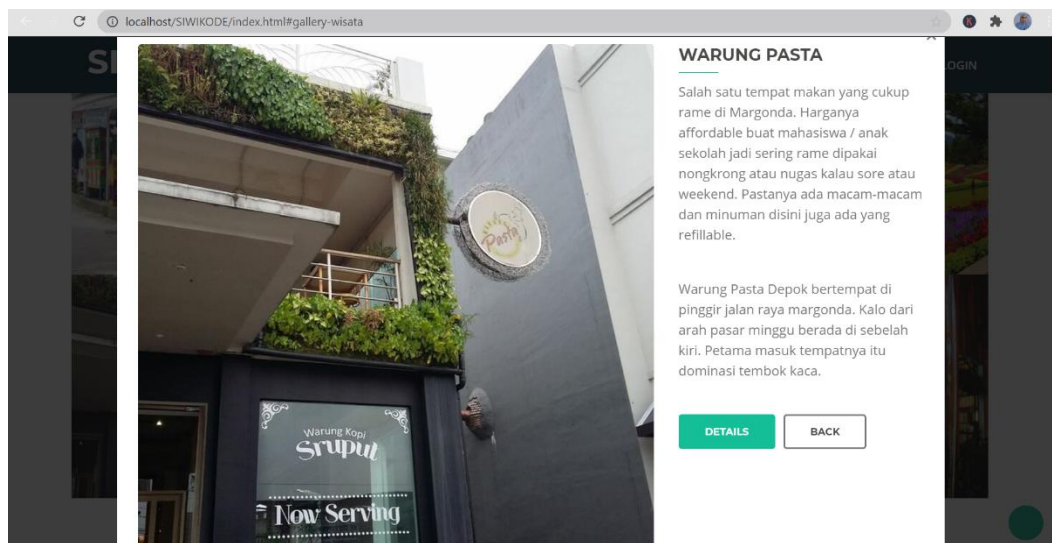 localhost/SIWIKODE/index.html#gallery-wisata
K
SI
LOGIN
WARUNG PASTA
Salah satu tempat makan yang cukup
rame di Margonda. Harganya
affordable buat mahasiswa / anak
sekolah jadi sering rame dipakai
nongkrong atau nugas kalau sore atau
weekend. Pastanya ada macam-macam
dan minuman disini juga ada yang
refillable.
Warung Pasta Depok bertempat di
pinggir jalan raya margonda. Kalo dari
arah pasar minggu berada di sebelah
kiri. Petama masuk tempatnya itu
dominasi tembok kaca.
DETAILS
BACK
Pasta
Warung Kopi
Sruput
Now Serving